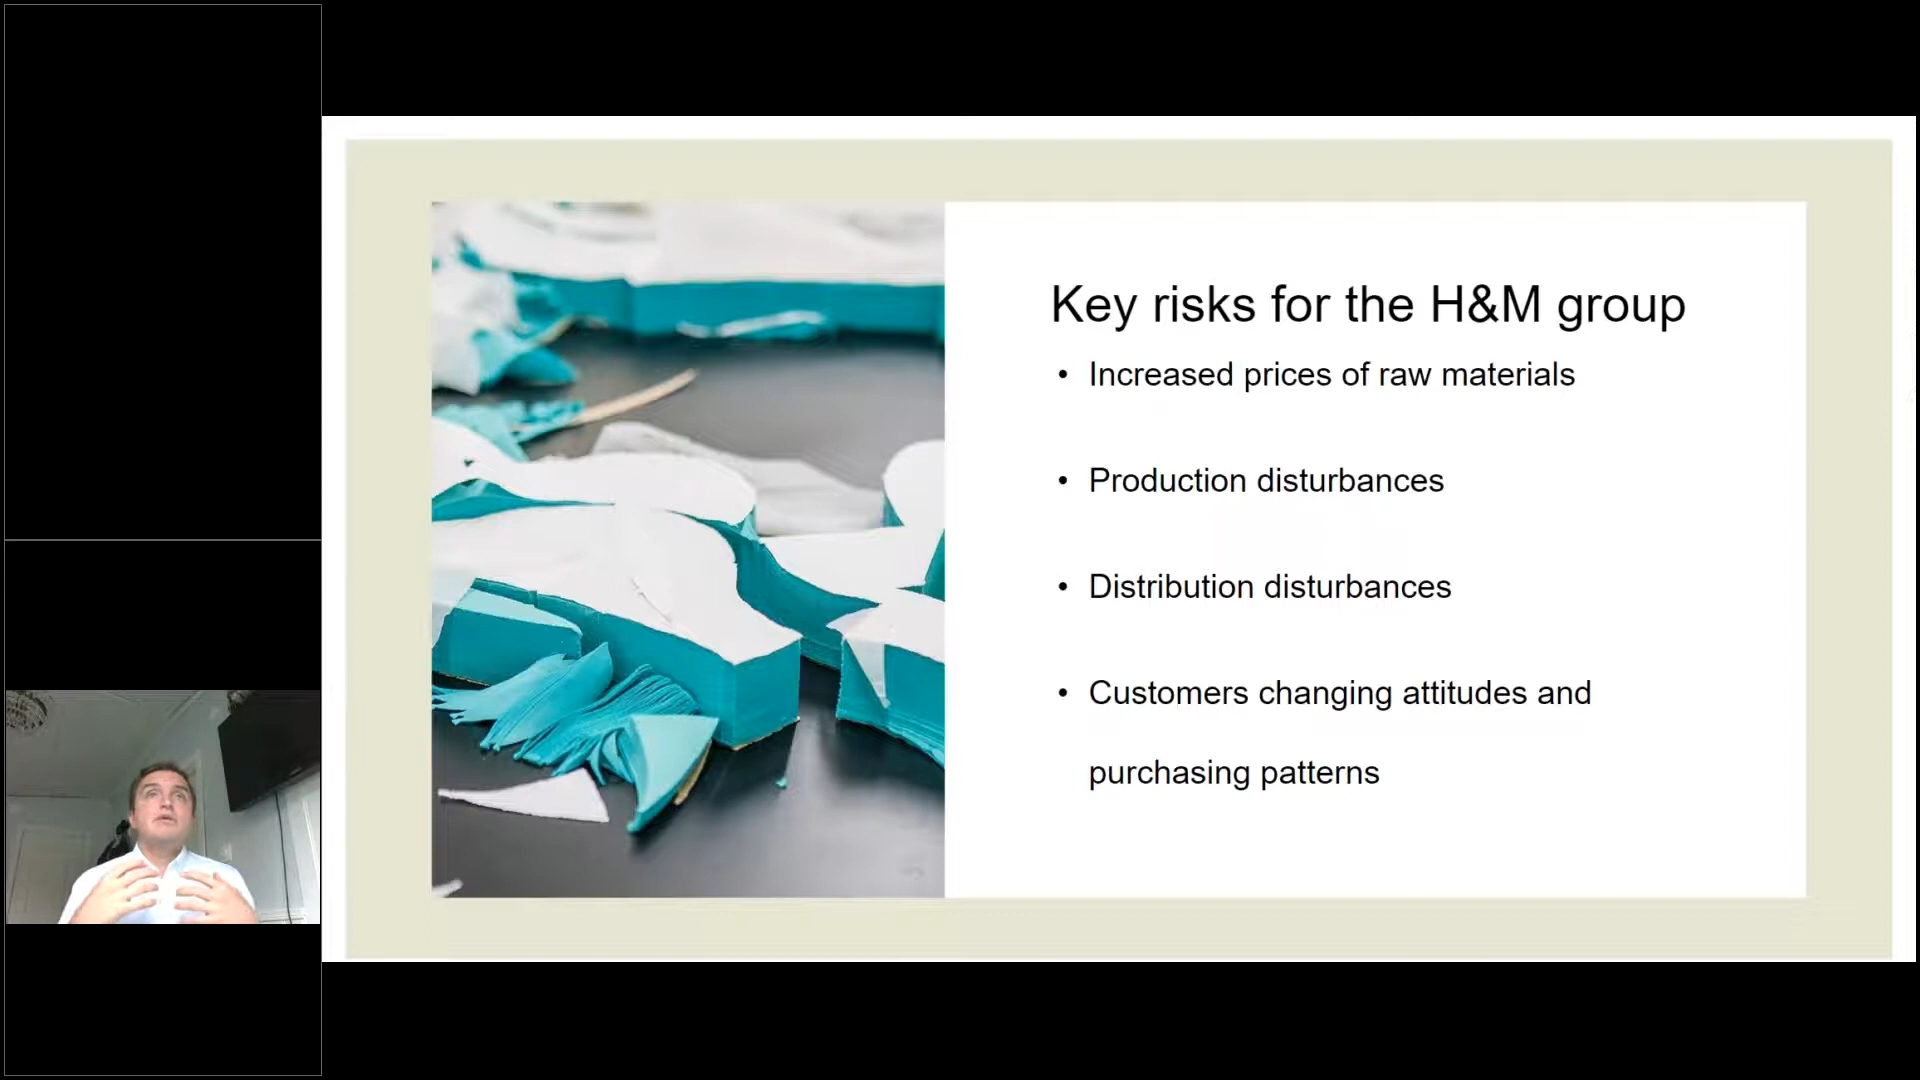 Key risks for the H&M group
• Increased prices of raw materials
• Production disturbances
• Distribution disturbances
• Customers changing attitudes and
purchasing patterns